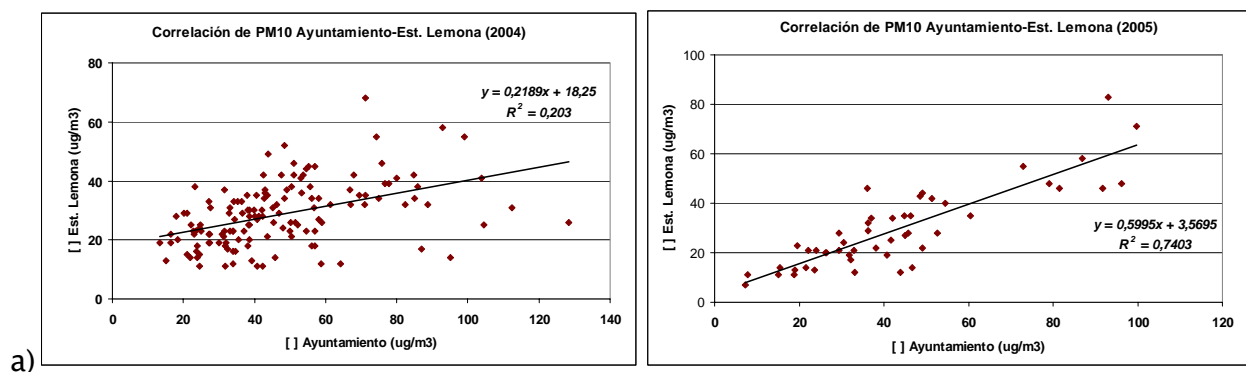 Correlación de PM10 Ayuntamiento-Est. Lemona (2004)
80
60
40
20
0
[ ] Est. Lemona (ug/m3)
y = 0,2189x + 18,25
R² = 0,203
0 20 40 60 80 100 120 140
[ ] Ayuntamiento (ug/m3)
Correlación de PM10 Ayuntamiento-Est. Lemona (2005)
100
80
60
40
20
0
[ ] Est. Lemona (ug/m3)
y = 0,5995x + 3,5695
R² = 0,7403
0 20 40 60 80 100 120
[ ] Ayuntamiento (ug/m3)
a)